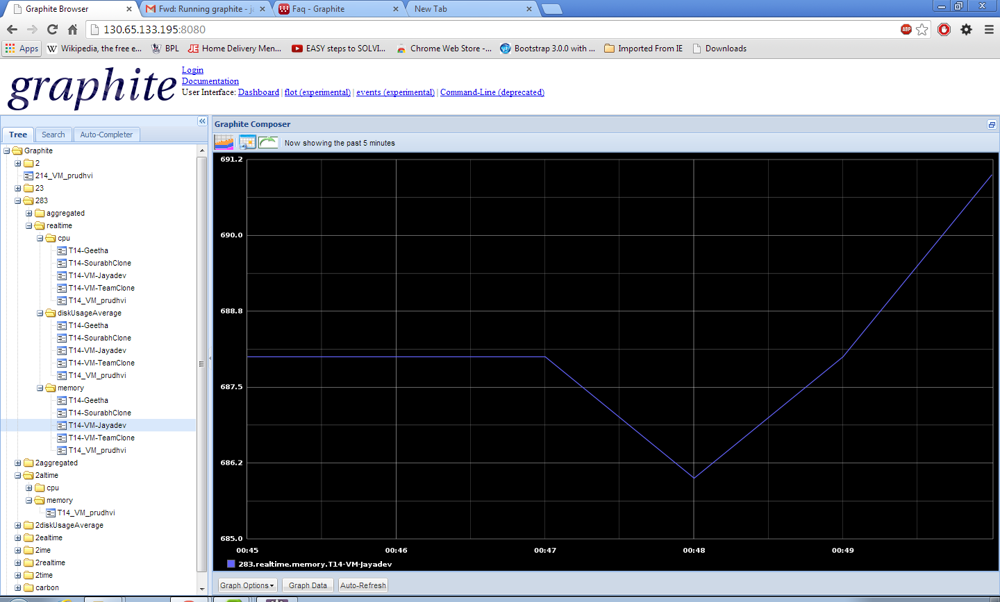 Graphite Browser
Fwd: Running graphite - ja
Faq - Graphite
New Tab
130.65.133.195:8080
ABP
Apps
W Wikipedia, the free e...
BPL
JE Home Delivery Men...
EASY steps to SOLVI...
Chrome Web Store -...
Bootstrap 3.0.0 with ...
Imported From IE
Downloads
graphite
Login
Documentation
User Interface: Dashboard | flot (experimental) | events (experimental) | Command-Line (deprecated)
Tree
Search
Auto-Completer
Graphite
2
214_VM_prudhvi
23
283
aggregated
realtime
cpu
T14-Geetha
T14-SourabhClone
T14-VM-Jayadev
T14-VM-TeamClone
T14_VM_prudhvi
diskUsageAverage
T14-Geetha
T14-SourabhClone
T14-VM-Jayadev
T14-VM-TeamClone
T14_VM_prudhvi
memory
T14-Geetha
T14-SourabhClone
T14-VM-Jayadev
T14-VM-TeamClone
T14_VM_prudhvi
2aggregated
2altime
cpu
memory
T14_VM_prudhvi
2diskUsageAverage
2ealtime
2ime
2realtime
2time
carbon
Graphite Composer
Now showing the past 5 minutes
691.2
690.0
688.8
687.5
686.2
685.0
00:45 00:46 00:47 00:48 00:49
283.realtime.memory.T14-VM-Jayadev
Graph Options
Graph Data
Auto-Refresh